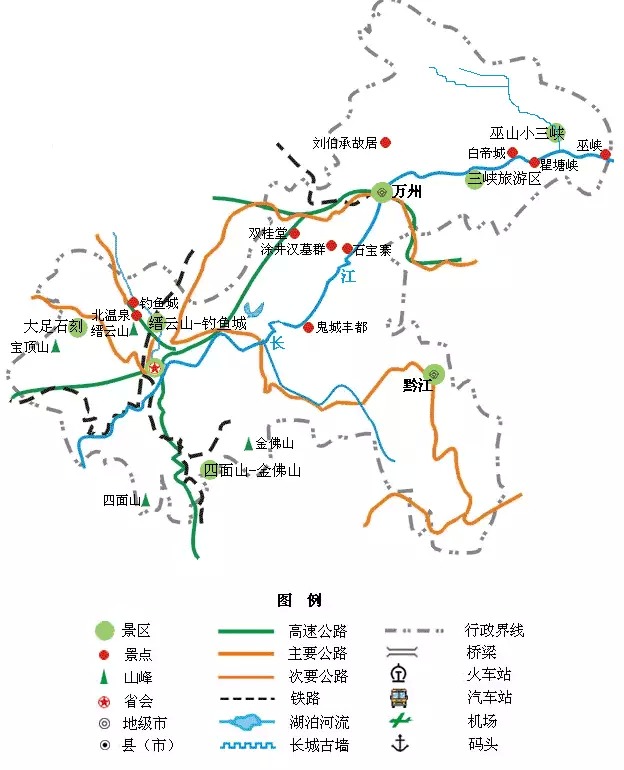 巫山小三峡
刘伯承故居
白帝城
巫峡
瞿塘峡
三峡旅游区
万州
双桂堂
涂井汉墓群
石宝寨
江
钓鱼城
北温泉
缙云山-钓鱼城
大足石刻
缙云山
鬼城丰都
宝顶山
长
黔江
金佛山
四面山-金佛山
四面山
图 例
景区
高速公路
行政界线
景点
主要公路
桥梁
山峰
次要公路
火车站
省会
铁路
汽车站
地级市
湖泊河流
机场
县（市）
长城古墙
码头